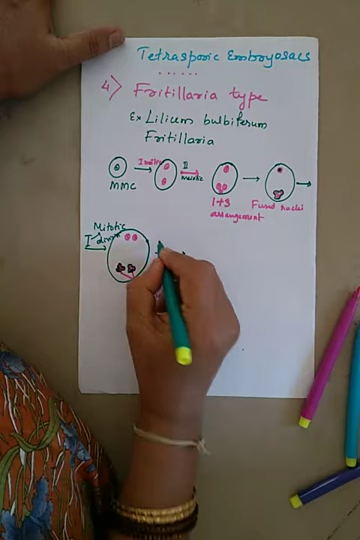 Tetrasporic Embryosacs
4) Fritillaria type
Ex Lilium bulbiferum
Fritillaria
I meiotic
II
meiotic
MMC
1+3
arrangement
Fused nuclei
Mitotic
I division